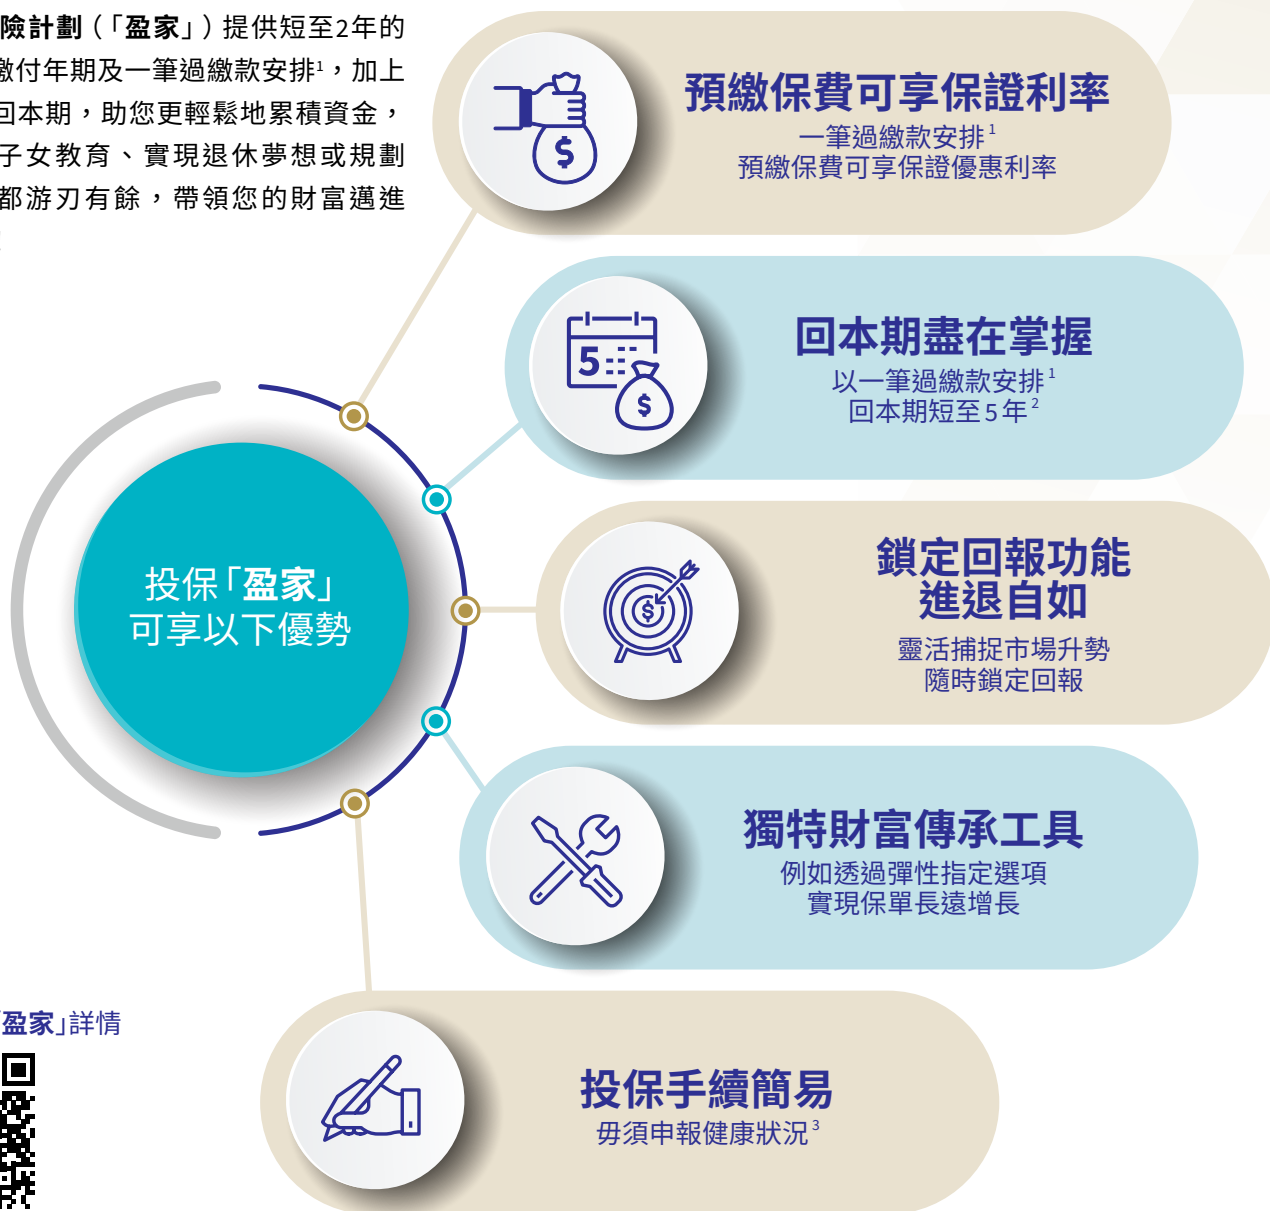 險計劃（「盈家」）提供短至2年的
繳付年期及一筆過繳款安排¹，加上
回本期，助您更輕鬆地累積資金，
子女教育、實現退休夢想或規劃
都游刃有餘，帶領您的財富邁進
預繳保費可享保證利率
一筆過繳款安排¹
預繳保費可享保證優惠利率
5
$
回本期盡在掌握
以一筆過繳款安排¹
回本期短至5年²
投保「盈家」
可享以下優勢
鎖定回報功能
進退自如
靈活捕捉市場升勢
隨時鎖定回報
獨特財富傳承工具
例如透過彈性指定選項
實現保單長遠增長
盈家」詳情
投保手續簡易
毋須申報健康狀況³